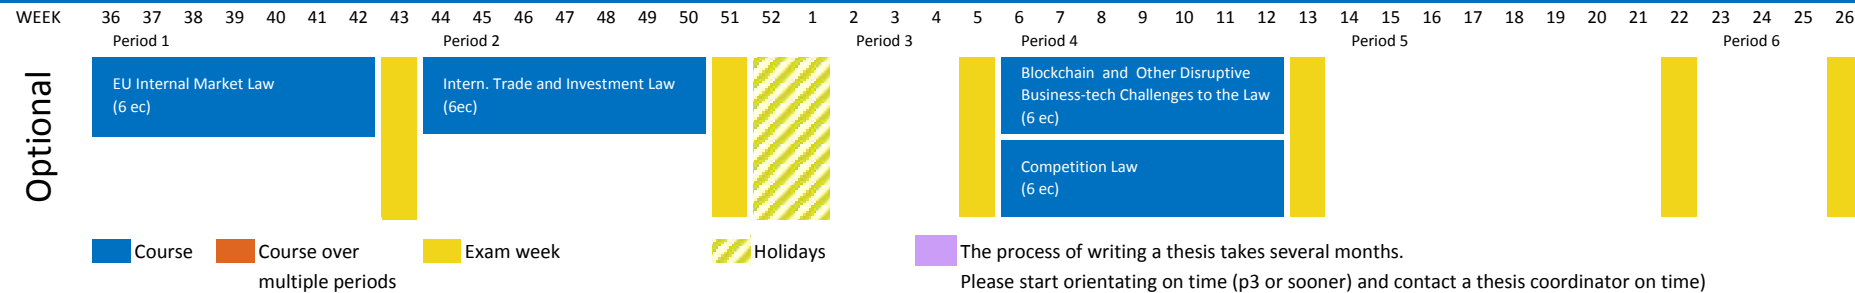 WEEK 36 37 38 39 40 41 42 43 44 45 46 47 48 49 50 51 52 1 2 3 4 5 6 7 8 9 10 11 12 13 14 15 16 17 18 19 20 21 22 23 24 25 26
Period 1 Period 2 Period 3 Period 4 Period 5 Period 6
Optional
EU Internal Market Law
(6 ec)
Intern. Trade and Investment Law
(6ec)
Blockchain and Other Disruptive
Business-tech Challenges to the Law
(6 ec)
Competition Law
(6 ec)
Course
Course over
multiple periods
Exam week
Holidays
The process of writing a thesis takes several months.
Please start orientating on time (p3 or sooner) and contact a thesis coordinator on time)